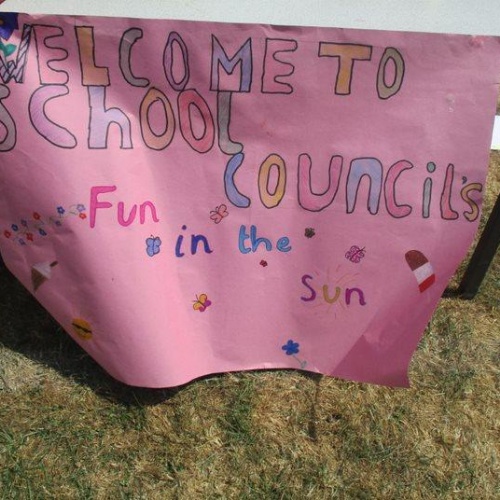 WELCOME TO
SCHOOL
COUNCIL'S
Fun
in the
Sun